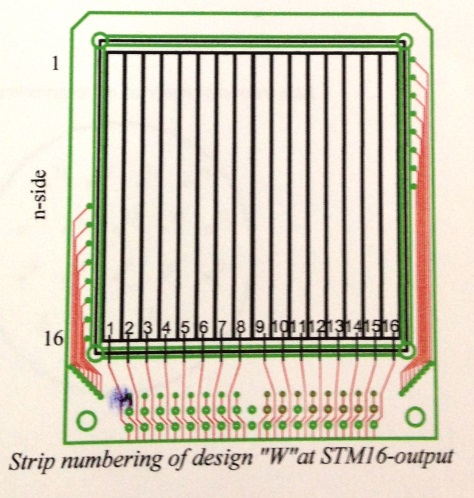 1
n-side
16
1 2 3 4 5 6 7 8 9 10 11 12 13 14 15 16
Strip numbering of design "W"at STM16-output